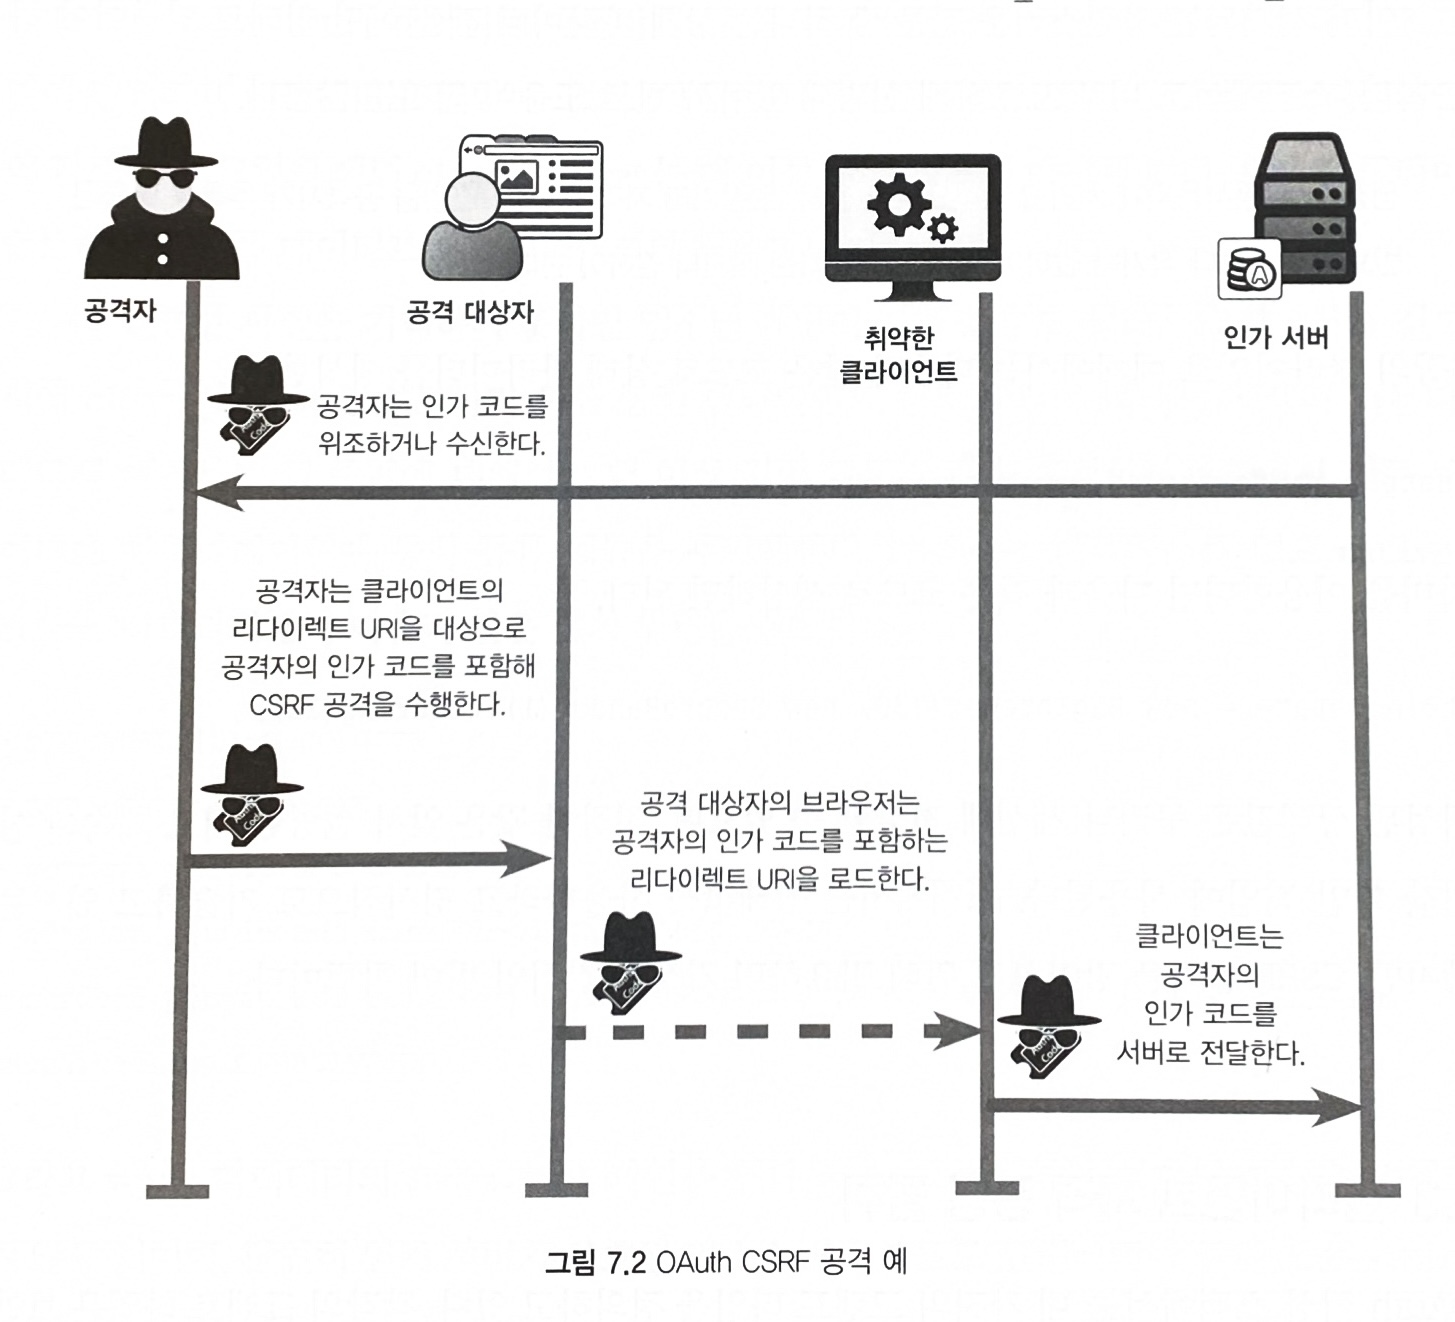 공격자
공격 대상자
취약한
클라이언트
인가 서버
공격자는 인가 코드를
위조하거나 수신한다.
공격자는 클라이언트의
리다이렉트 URI을 대상으로
공격자의 인가 코드를 포함해
CSRF 공격을 수행한다.
공격 대상자의 브라우저는
공격자의 인가 코드를 포함하는
리다이렉트 URI을 로드한다.
클라이언트는
공격자의
인가 코드를
서버로 전달한다.
그림 7.2 OAuth CSRF 공격 예